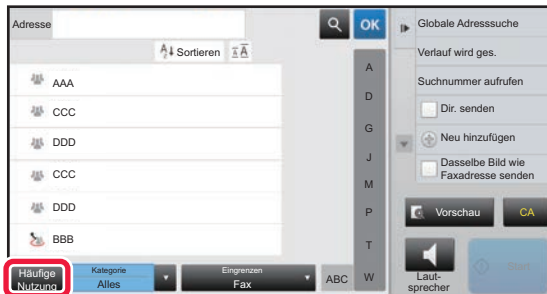 Adresse
OK
Sortieren
AAA
CCC
DDD
CCC
DDD
BBB
A
D
G
J
M
P
T
W
Häufige
Nutzung
Kategorie
Alles
Eingrenzen
Fax
ABC
Globale Adresssuche
Verlauf wird ges.
Suchnummer aufrufen
Dir. senden
Neu hinzufügen
Dasselbe Bild wie
Faxadresse senden
Vorschau
CA
Laut-
sprecher
Start